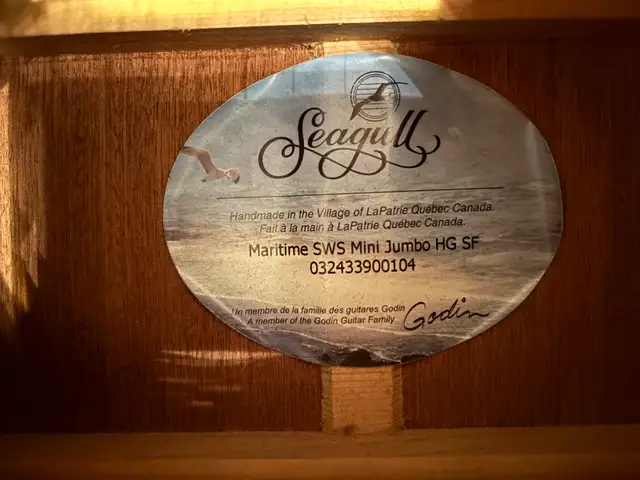 Seagull
Handmade in the Village of LaPatrie Québec Canada.
Fait à la main à LaPatrie Québec Canada.
Maritime SWS Mini Jumbo HG SF
032433900104
Un membre de la famille des guitares Godin
A member of the Godin Guitar Family
Godin